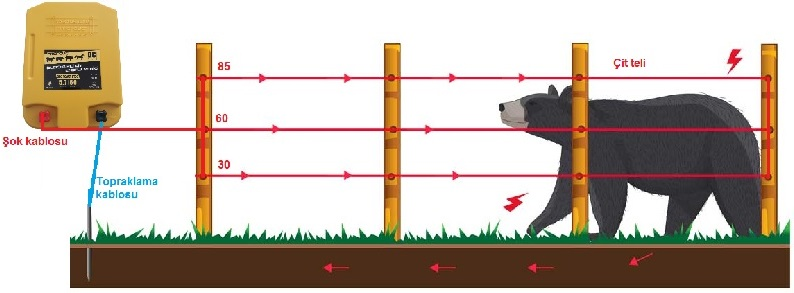 85
Çit teli
60
Şok kablosu
30
Topraklama
kablosu